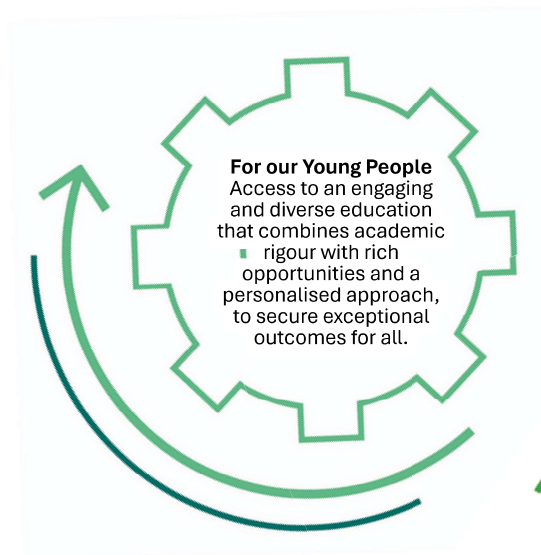 For our Young People
Access to an engaging
and diverse education
that combines academic
rigour with rich
opportunities and a
personalised approach,
to secure exceptional
outcomes for all.